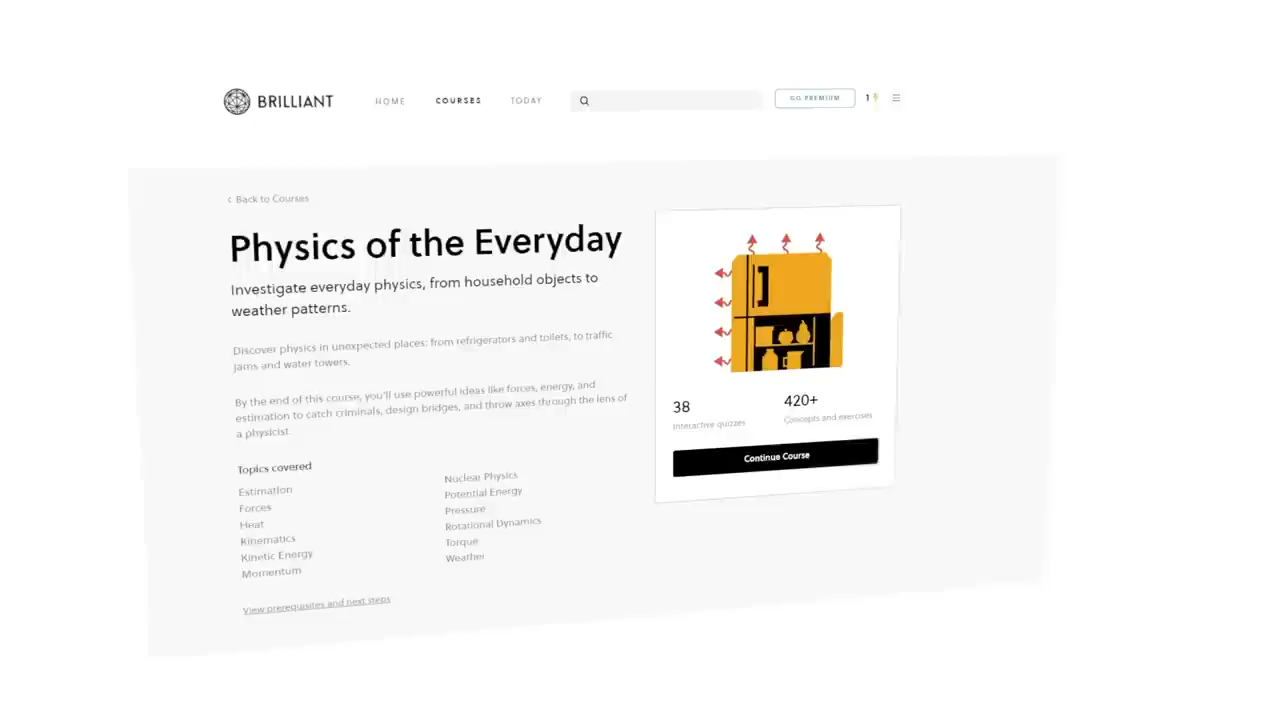 BRILLIANT
HOME
COURSES
TODAY
GO PREMIUM
1
Back to Courses
Physics of the Everyday
Investigate everyday physics, from household objects to
weather patterns.
Discover physics in unexpected places: from refrigerators and toilets, to traffic
jams and water towers.
By the end of this course, you'll use powerful ideas like forces, energy, and
estimation to catch criminals, design bridges, and throw axes through the lens of
a physicist.
Topics covered
Estimation
Forces
Heat
Kinematics
Kinetic Energy
Momentum
Nuclear Physics
Potential Energy
Pressure
Rotational Dynamics
Torque
Weather
View prerequisites and next steps
38
Interactive quizzes
420+
Concepts and exercises
Continue Course